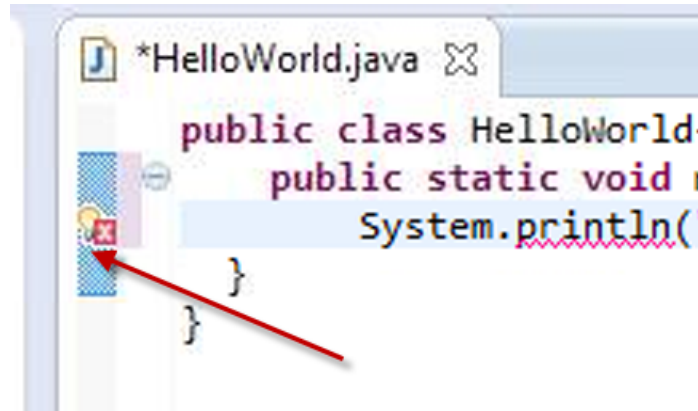 *HelloWorld.java
public class HelloWorld
public static void
System.println(
}
}